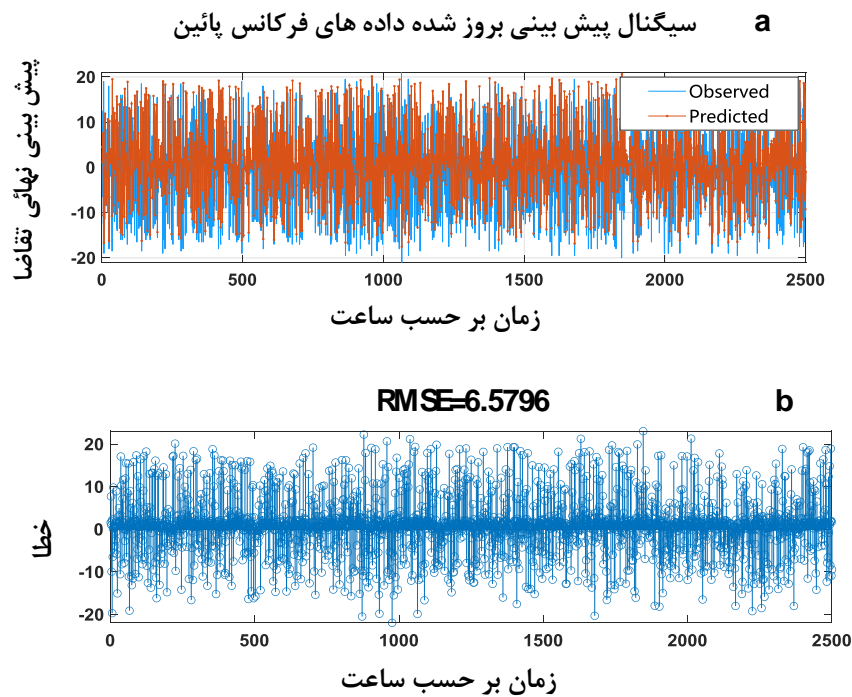 سیگنال پیش بینی بروز شده داده های فرکانس پائین a
پیش بینی نهائی تقاضا
20
10
0
-10
-20
Observed
Predicted
0 500 1000 1500 2000 2500
زمان بر حسب ساعت
RMSE=6.5796 b
خطا
20
10
0
-10
-20
0 500 1000 1500 2000 2500
زمان بر حسب ساعت